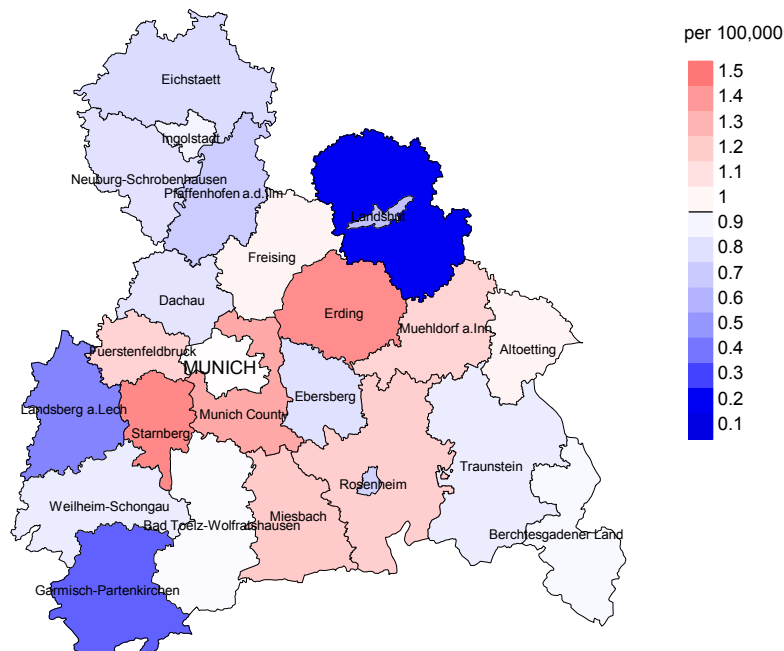 per 100,000
1.5
1.4
1.3
1.2
1.1
1
0.9
0.8
0.7
0.6
0.5
0.4
0.3
0.2
0.1
Eichstaett
Ingolstadt
Neuburg-Schrobenhausen
Pfaffenhofen a.d.Ilm
Landshut
Freising
Dachau
Erding
Muehldorf a.Inn
Altoetting
Fuerstenfeldbruck
MUNICH
Ebersberg
Landsberg a.Lech
Munich County
Starnberg
Traunstein
Rosenheim
Weilheim-Schongau
Miesbach
Bad Toelz-Wolfratshausen
Berchtesgadener Land
Garmisch-Partenkirchen